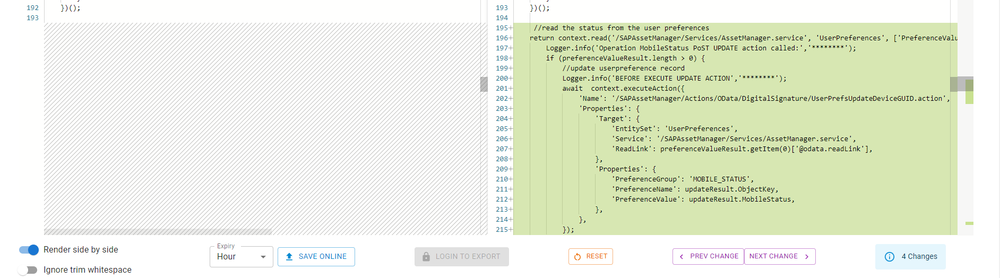 192 })();
193
193 })();
194
195+ //read the status from the user preferences
196+ return context.read('/SAPAssetManager/Services/AssetManager.service', 'UserPreferences', ['PreferenceValu
197+ Logger.info('Operation MobileStatus PoST UPDATE action called:','********');
198+ if (preferenceValueResult.length > 0) {
199+ //update userpreference record
200+ Logger.info('BEFORE EXECUTE UPDATE ACTION','********');
201+ await  context.executeAction({
202+ 'Name': '/SAPAssetManager/Actions/OData/DigitalSignature/UserPrefsUpdateDeviceGUID.action',
203+ 'Properties': {
204+ 'Target': {
205+ 'EntitySet': 'UserPreferences',
206+ 'Service': '/SAPAssetManager/Services/AssetManager.service',
207+ 'ReadLink': preferenceValueResult.getItem(0)['@odata.readLink'],
208+ },
209+ 'Properties': {
210+ 'PreferenceGroup': 'MOBILE_STATUS',
211+ 'PreferenceName': updateResult.ObjectKey,
212+ 'PreferenceValue': updateResult.MobileStatus,
213+ },
214+ },
215+ });
Render side by side
Ignore trim whitespace
Expiry
Hour
SAVE ONLINE
LOGIN TO EXPORT
RESET
PREV CHANGE
NEXT CHANGE
4 Changes